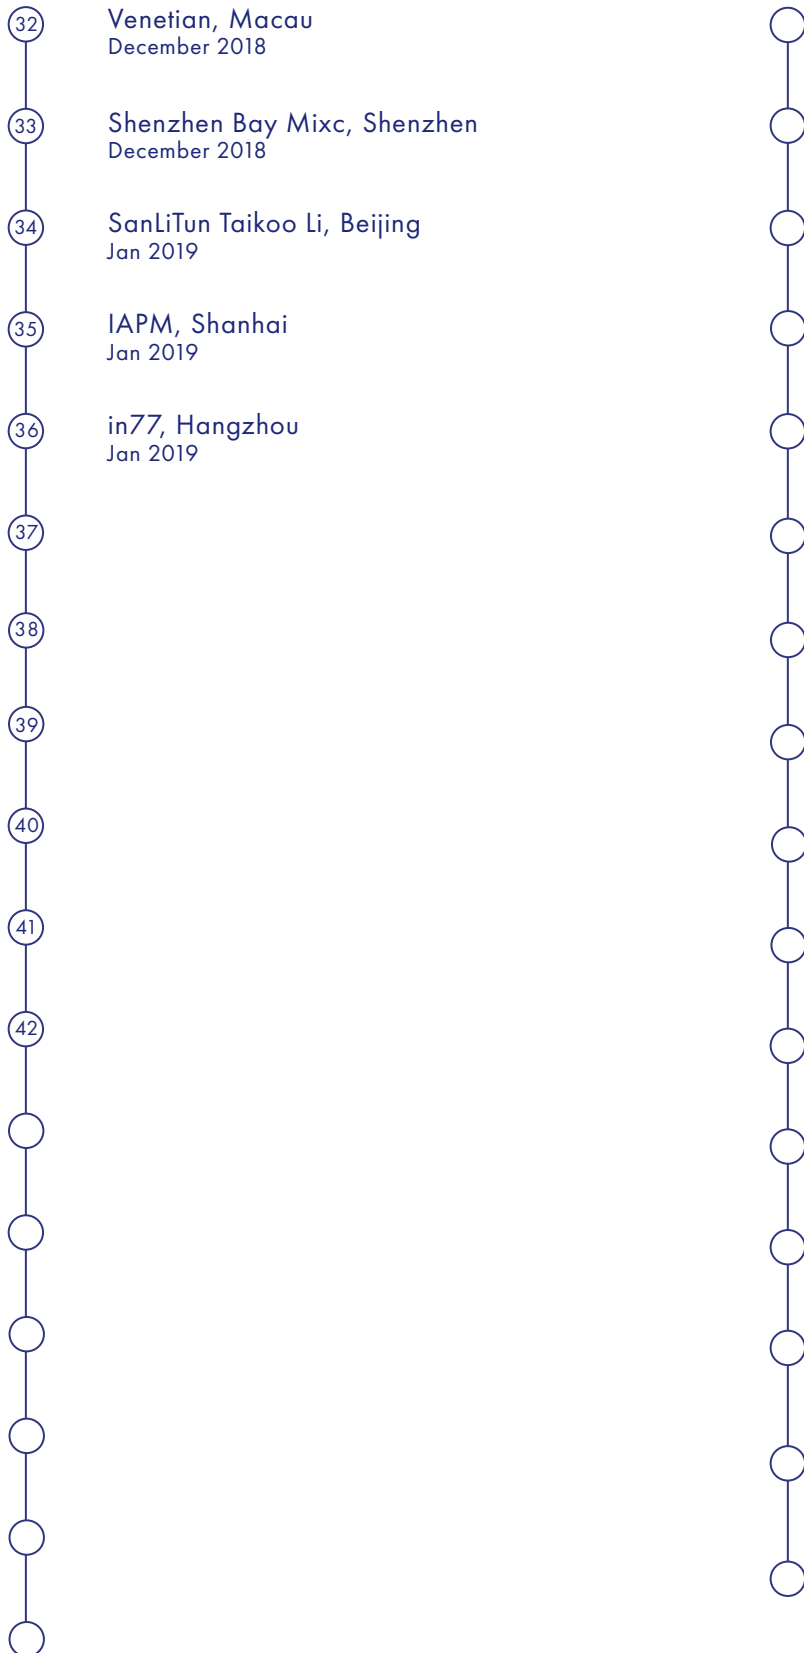 32
Venetian, Macau
December 2018
33
Shenzhen Bay Mixc, Shenzhen
December 2018
34
SanLiTun Taikoo Li, Beijing
Jan 2019
35
IAPM, Shanhai
Jan 2019
36
in77, Hangzhou
Jan 2019
37
38
39
40
41
42